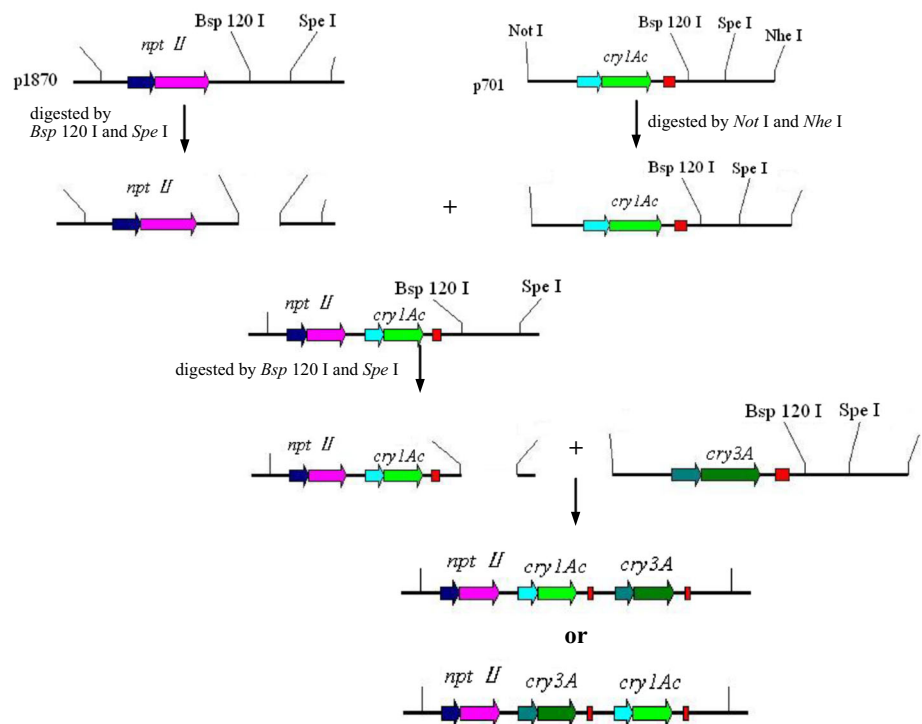 Bsp 120 I
Spe I
npt II
p1870
Not I
Bsp 120 I
Spe I
Nhe I
cry1Ac
p701
digested by
Bsp 120 I and Spe I
digested by Not I and Nhe I
npt II
+
Bsp 120 I
Spe I
cry1Ac
Bsp 120 I
Spe I
npt II
cry1Ac
digested by Bsp 120 I and Spe I
npt II
cry1Ac
+
Bsp 120 I
Spe I
cry3A
npt II
cry1Ac
cry3A
or
npt II
cry3A
cry1Ac